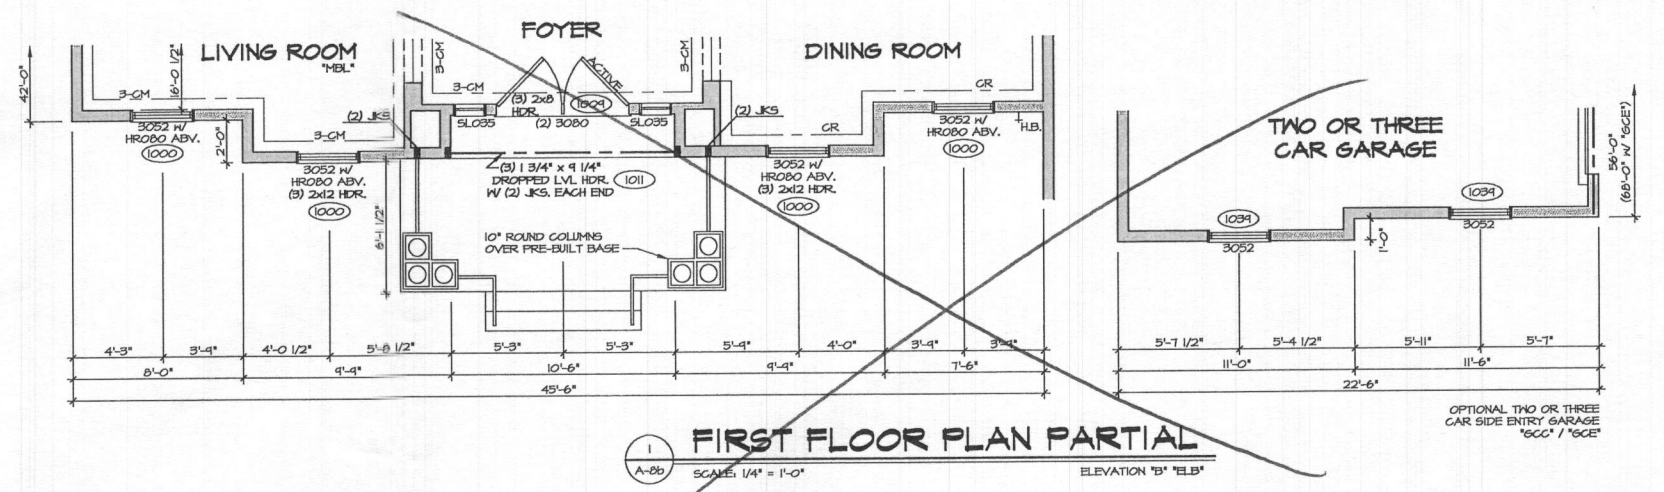 FOYER
LIVING ROOM
"MBL"
DINING ROOM
42'-0"
16'-0 1/2"
3-CM
3-CM
3-CM
3-CM
3-CM
ACTIVE
CR
CR
(2) JKS
(3) 2x8
HDR.
1009
SL035
(2) 3080
SL035
(2) JKS
H.B.
3052 W/
HR080 ABV.
1000
2'-0"
3052 W/
HR080 ABV.
(3) 2x12 HDR.
1000
(3) 1 3/4" x 9 1/4"
DROPPED LVL HDR.
W/ (2) JKS. EACH END
1011
3052 W/
HR080 ABV.
(3) 2x12 HDR.
1000
3052 W/
HR080 ABV.
1000
6'-1 1/2"
10" ROUND COLUMNS
OVER PRE-BUILT BASE
TWO OR THREE
CAR GARAGE
56'-0"
(68'-0" W/ "GCE")
1039
3052
1039
3052
1'-0"
4'-3"
3'-9"
4'-0 1/2"
5'-8 1/2"
5'-3"
5'-3"
5'-9"
4'-0"
3'-9"
3'-9"
8'-0"
9'-9"
10'-6"
9'-9"
7'-6"
45'-6"
5'-7 1/2"
5'-4 1/2"
5'-11"
5'-7"
11'-0"
11'-6"
22'-6"
OPTIONAL TWO OR THREE
CAR SIDE ENTRY GARAGE
"GCC" / "GCE"
1
A-8b
FIRST FLOOR PLAN PARTIAL
SCALE: 1/4" = 1'-0"
ELEVATION "B" "ELB"